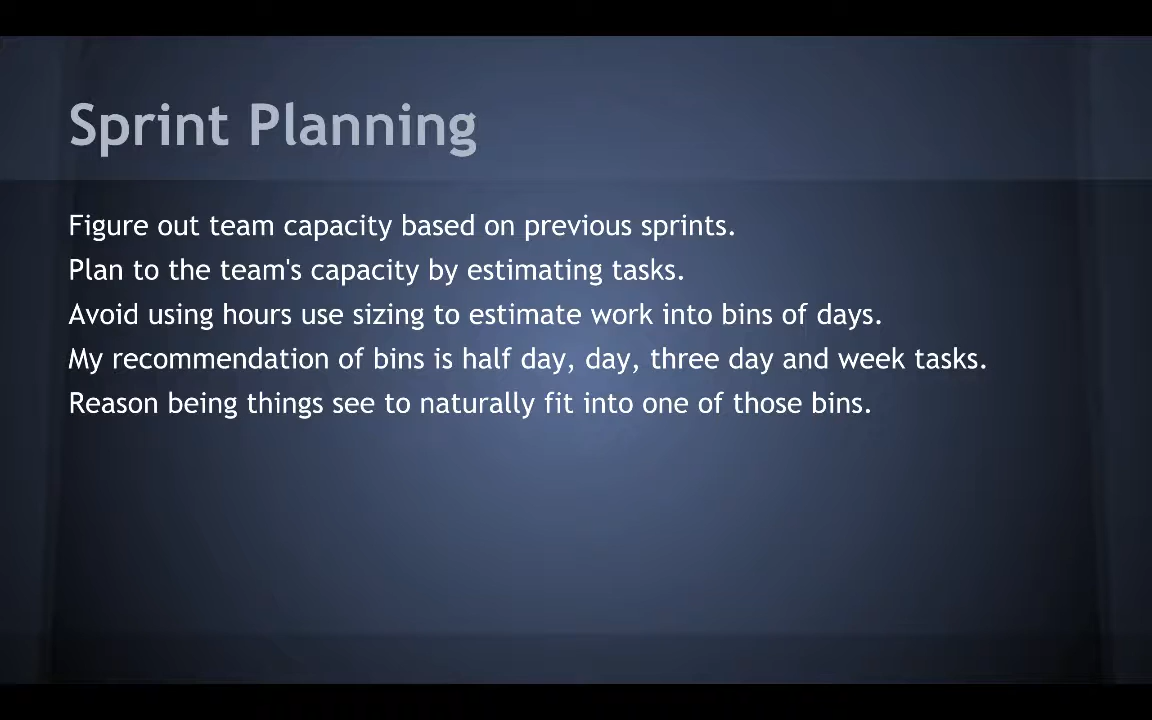 Sprint Planning
Figure out team capacity based on previous sprints.
Plan to the team's capacity by estimating tasks.
Avoid using hours use sizing to estimate work into bins of days.
My recommendation of bins is half day, day, three day and week tasks.
Reason being things see to naturally fit into one of those bins.